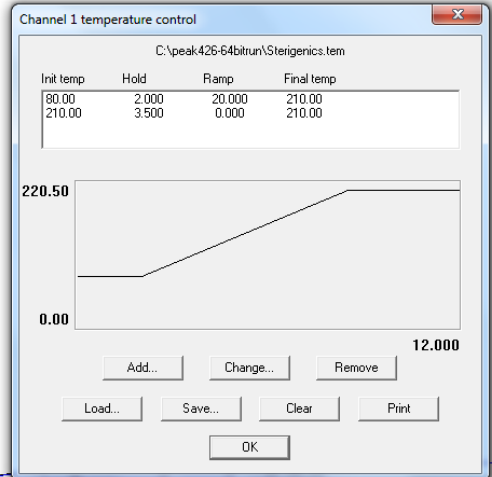 Channel 1 temperature control
C:\peak426-64bitrun\Sterigenics.tem
Init temp Hold Ramp Final temp
80.00 2.000 20.000 210.00
210.00 3.500 0.000 210.00
220.50
0.00
12.000
Add... Change... Remove
Load... Save... Clear Print
OK